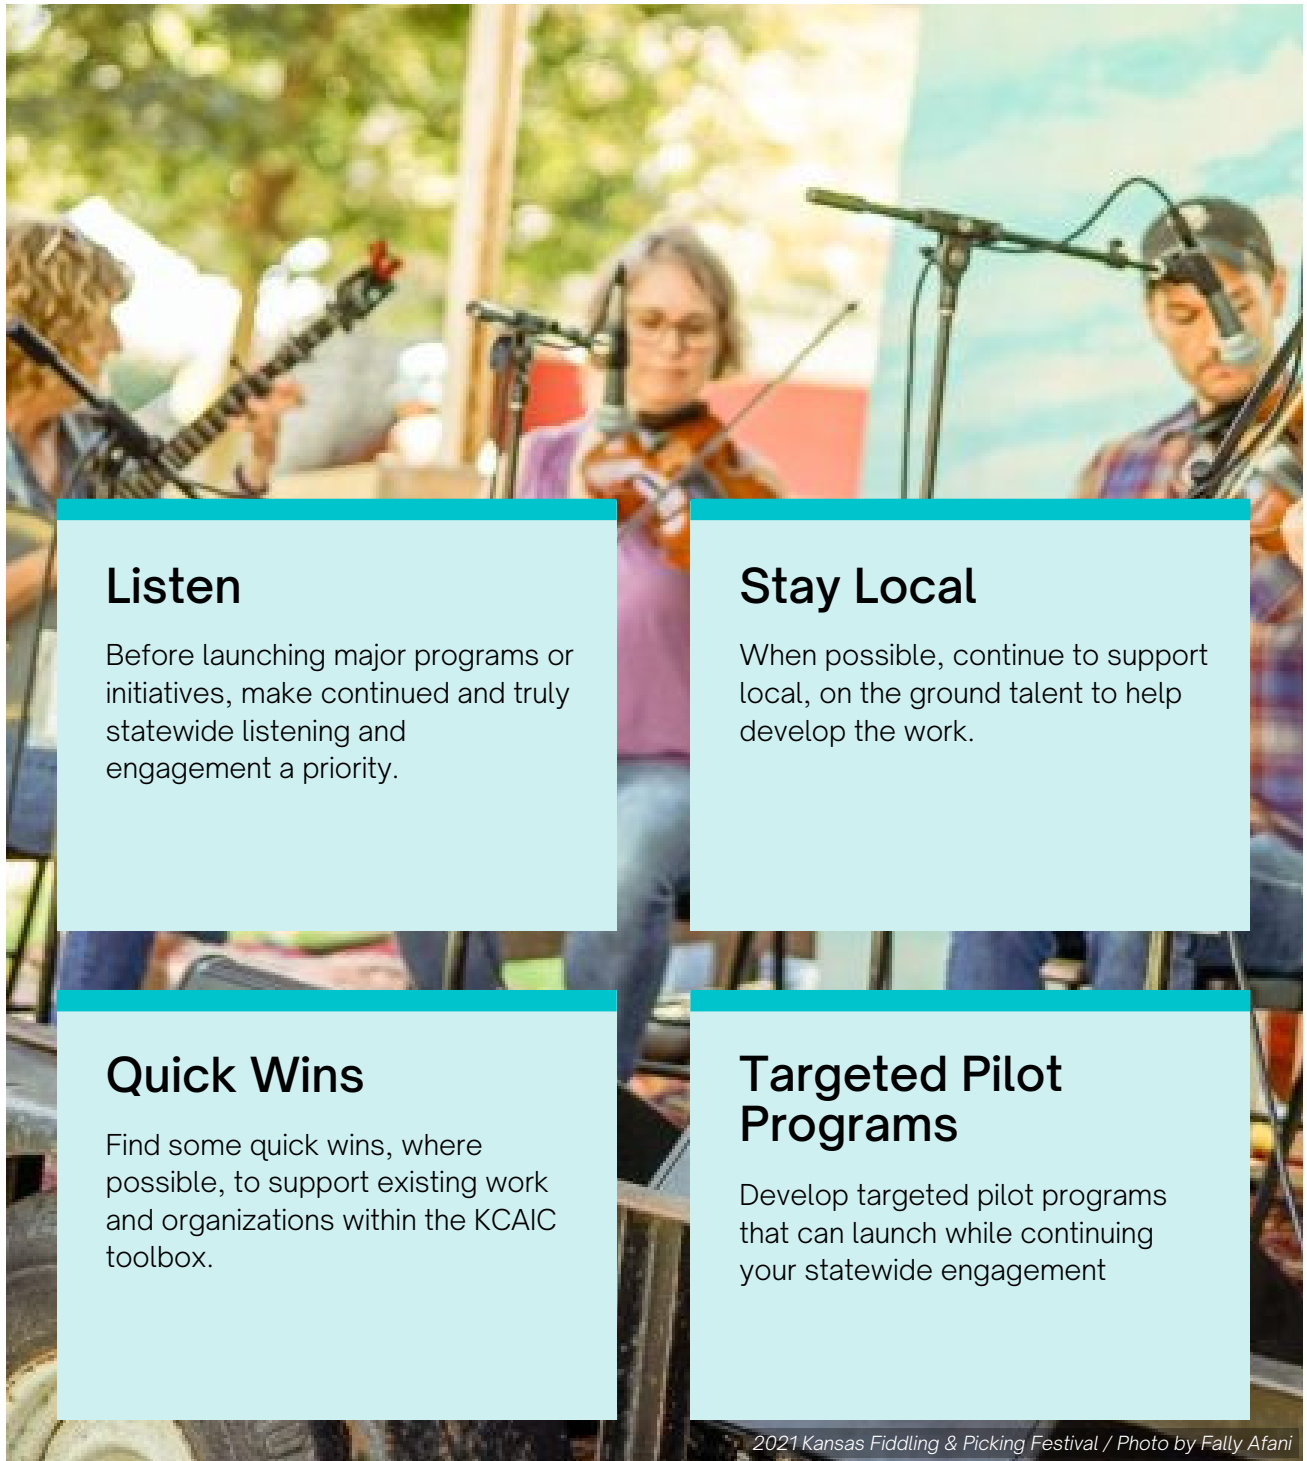 Listen
Before launching major programs or
initiatives, make continued and truly
statewide listening and
engagement a priority.
Stay Local
When possible, continue to support
local, on the ground talent to help
develop the work.
Quick Wins
Find some quick wins, where
possible, to support existing work
and organizations within the KCAIC
toolbox.
Targeted Pilot
Programs
Develop targeted pilot programs
that can launch while continuing
your statewide engagement
2021 Kansas Fiddling & Picking Festival / Photo by Fally Afani